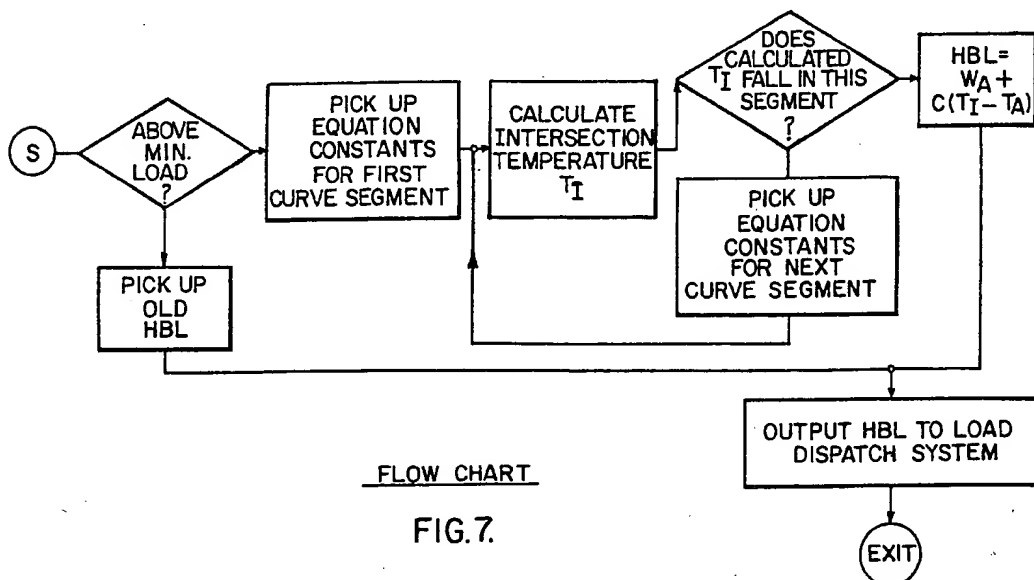 S
ABOVE
MIN.
LOAD
?
PICK UP
OLD
HBL
PICK UP
EQUATION
CONSTANTS
FOR FIRST
CURVE SEGMENT
CALCULATE
INTERSECTION
TEMPERATURE
TI
DOES
CALCULATED
TI FALL IN THIS
SEGMENT
?
PICK UP
EQUATION
CONSTANTS
FOR NEXT
CURVE SEGMENT
HBL=
WA+
C(TI-TA)
OUTPUT HBL TO LOAD
DISPATCH SYSTEM
EXIT
FLOW CHART
FIG.7.